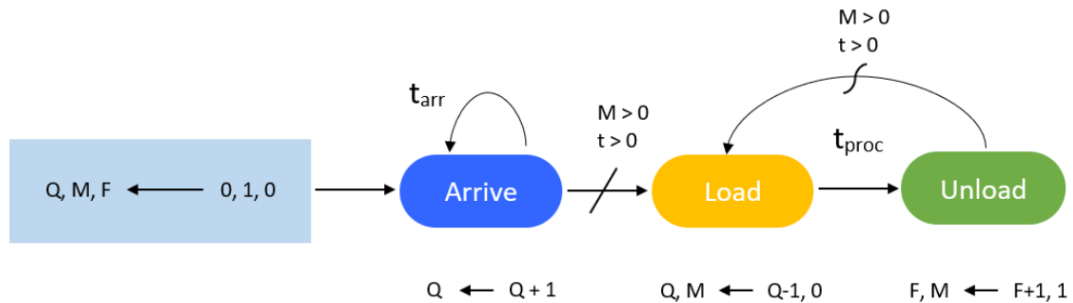 M > 0
t > 0
t_arr
M > 0
t > 0
t_proc
Q, M, F ← 0, 1, 0
Arrive
Load
Unload
Q ← Q + 1
Q, M ← Q-1, 0
F, M ← F+1, 1